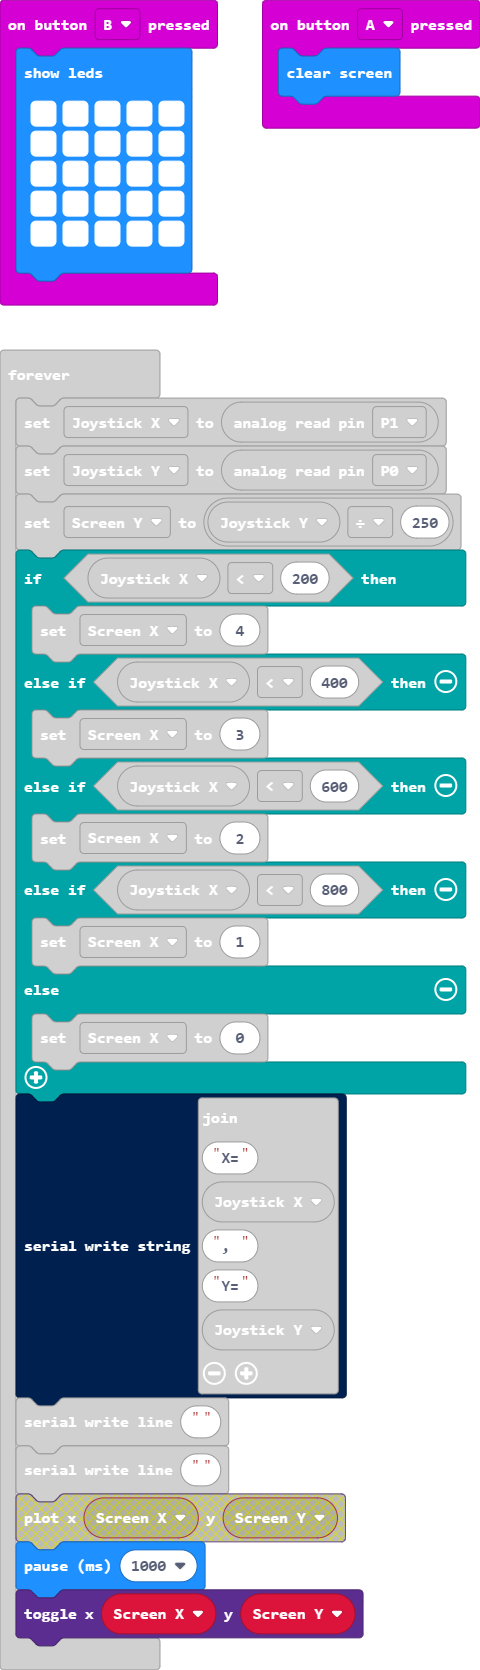 on button B pressed
show leds
on button A pressed
clear screen
forever
set Joystick X to analog read pin P1
set Joystick Y to analog read pin P0
set Screen Y to Joystick Y ÷ 250
if Joystick X < 200 then
set Screen X to 4
else if Joystick X < 400 then
set Screen X to 3
else if Joystick X < 600 then
set Screen X to 2
else if Joystick X < 800 then
set Screen X to 1
else
set Screen X to 0
join
"X="
Joystick X
serial write string ", "
"Y="
Joystick Y
serial write line " "
serial write line " "
plot x Screen X y Screen Y
pause (ms) 1000
toggle x Screen X y Screen Y